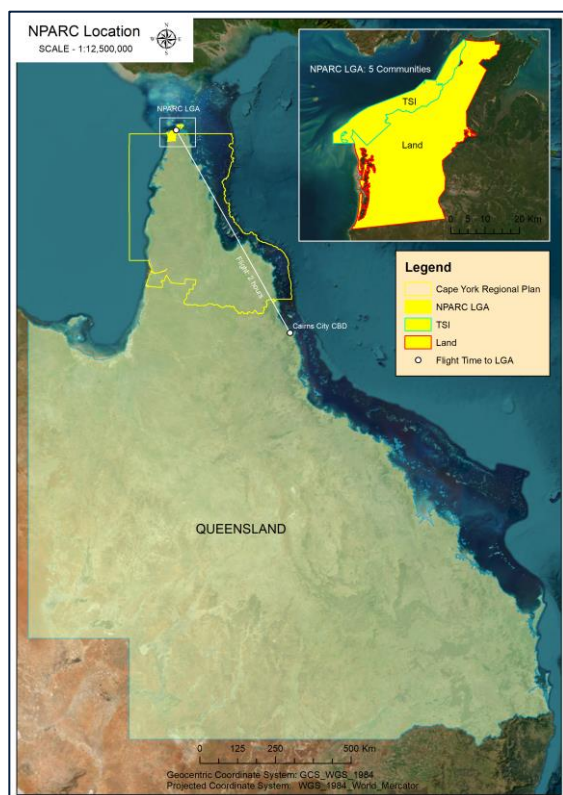 NPARC Location
SCALE - 1:12,500,000
NPARC LGA: 5 Communities
TSI
Land
0 5 10 20 Km
NPARC LGA
Flight: 2 hours
Cairns City CBD
Legend
Cape York Regional Plan
NPARC LGA
TSI
Land
Flight Time to LGA
QUEENSLAND
0 125 250 500 Km
Geocentric Coordinate System: GCS_WGS_1984
Projected Coordinate System: WGS_1984_World_Mercator